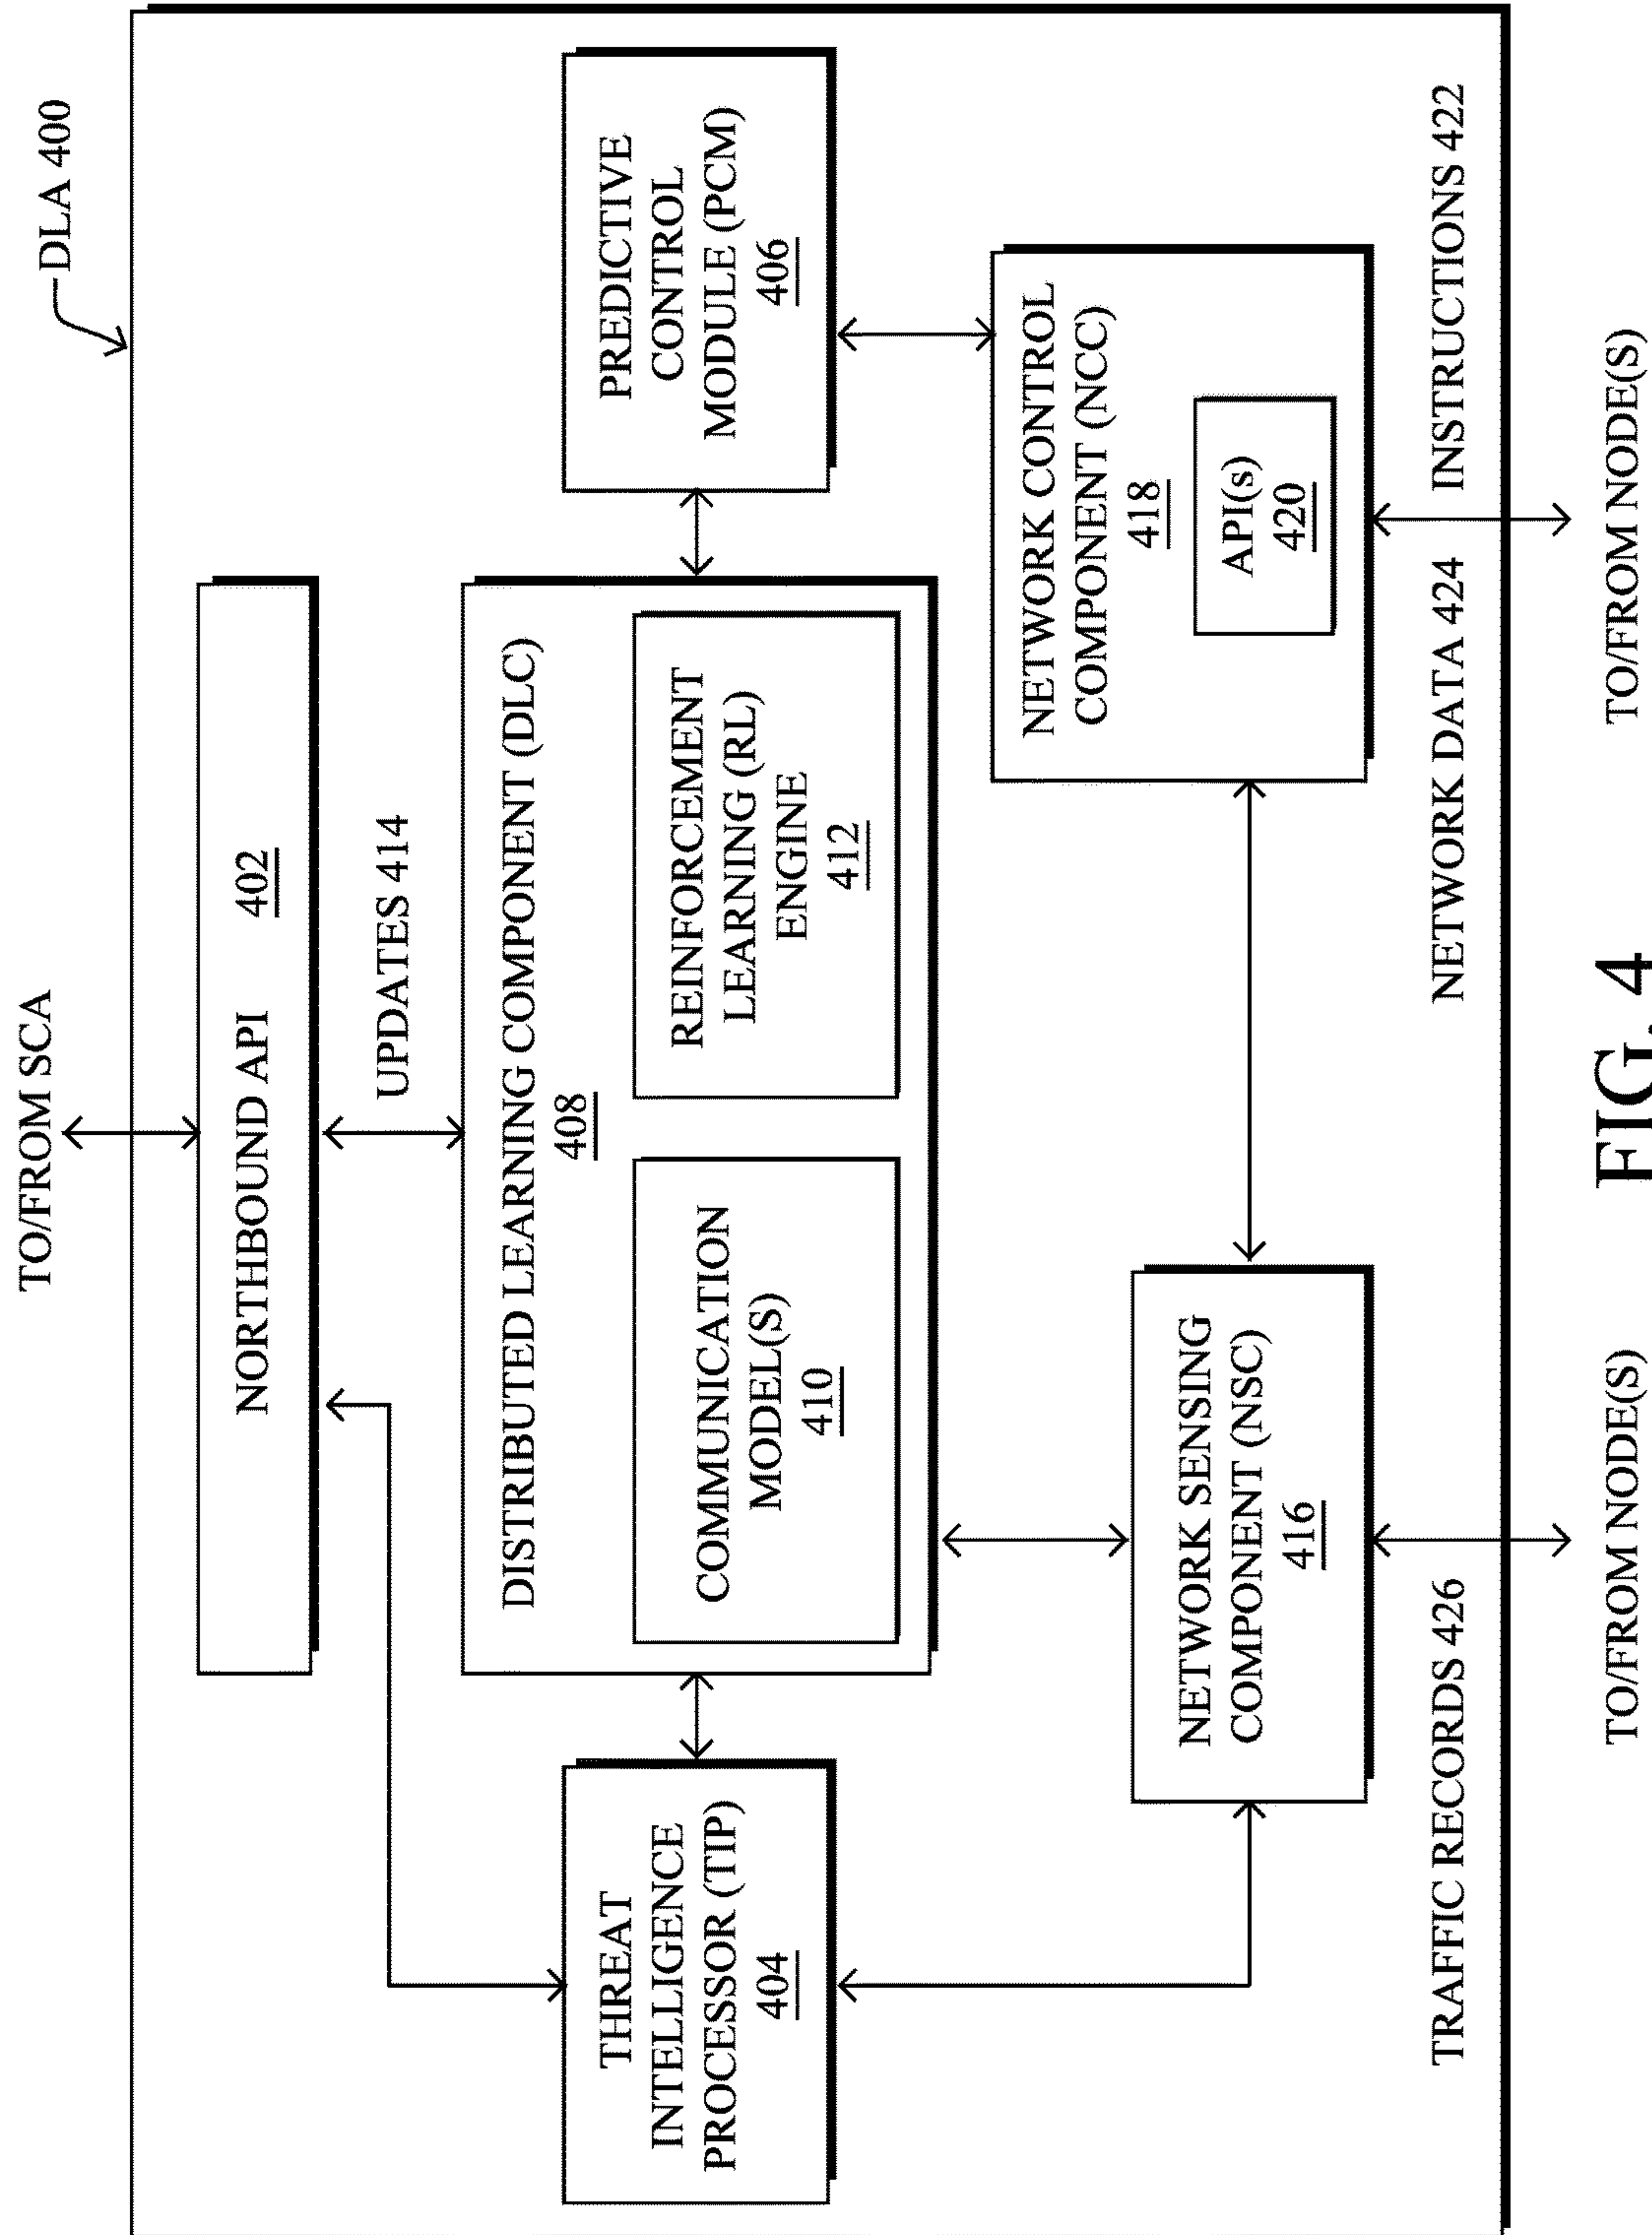 DLA 400
TO/FROM SCA
NORTHBOUND API 402
UPDATES 414
THREAT
INTELLIGENCE
PROCESSOR (TIP)
404
DISTRIBUTED LEARNING COMPONENT (DLC)
408
COMMUNICATION
MODEL(S)
410
REINFORCEMENT
LEARNING (RL)
ENGINE
412
PREDICTIVE
CONTROL
MODULE (PCM)
406
NETWORK SENSING
COMPONENT (NSC)
416
NETWORK CONTROL
COMPONENT (NCC)
418
API(s)
420
TRAFFIC RECORDS 426
NETWORK DATA 424
INSTRUCTIONS 422
TO/FROM NODE(S)
TO/FROM NODE(S)
FIG. 4